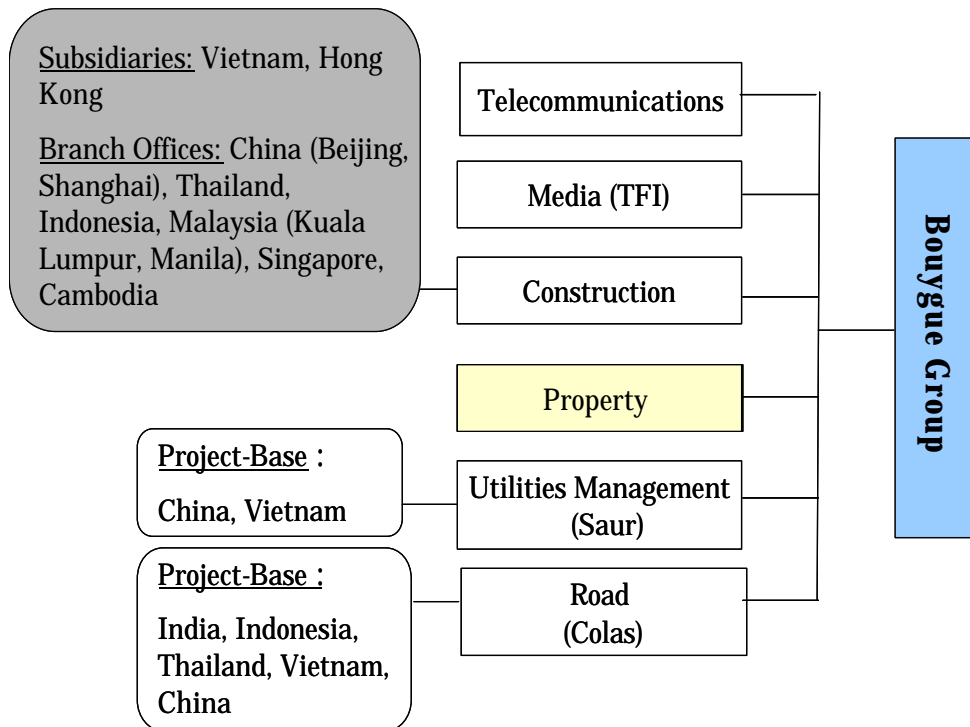 Subsidiaries: Vietnam, Hong
Kong
Branch Offices: China (Beijing,
Shanghai), Thailand,
Indonesia, Malaysia (Kuala
Lumpur, Manila), Singapore,
Cambodia
Telecommunications
Media (TFI)
Construction
Property
Project-Base :
China, Vietnam
Utilities Management
(Saur)
Project-Base :
India, Indonesia,
Thailand, Vietnam,
China
Road
(Colas)
Bouygue Group